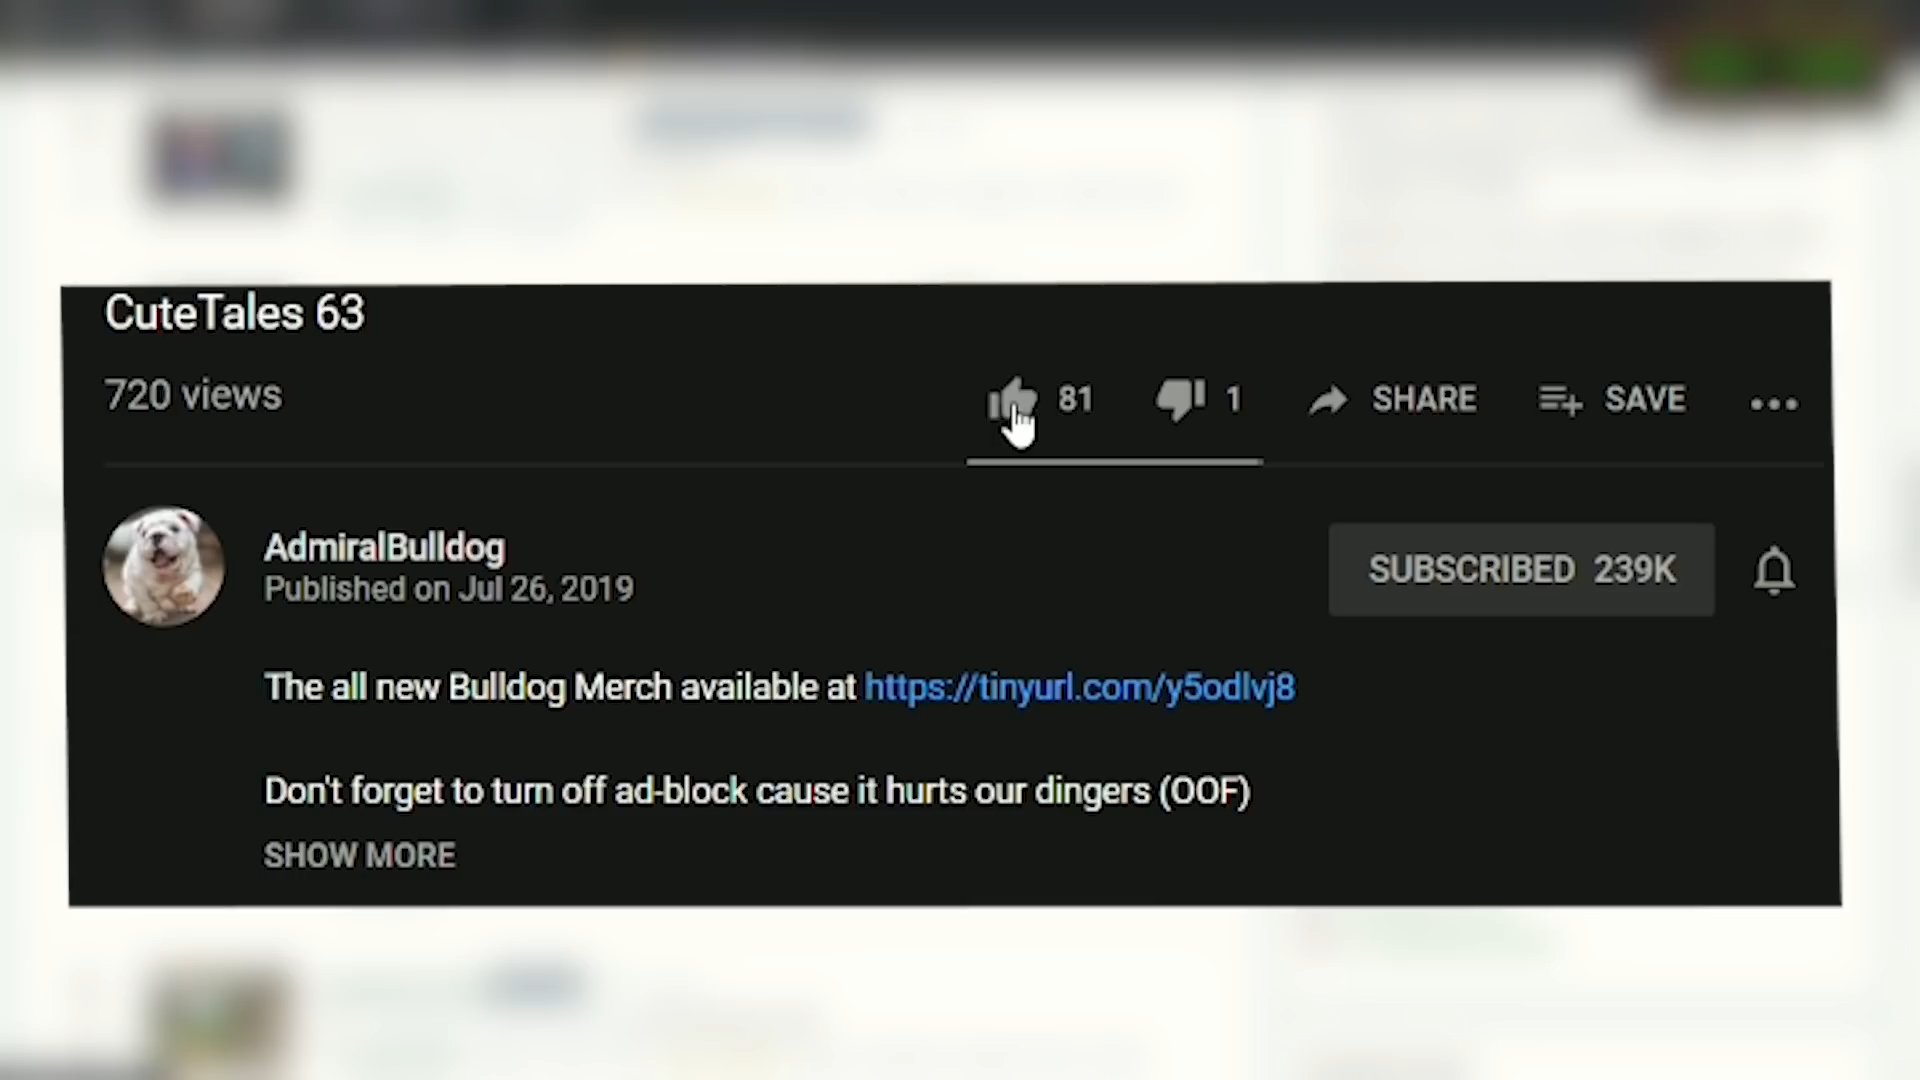 CuteTales 63
720 views
81
1
SHARE
SAVE
AdmiralBulldog
Published on Jul 26, 2019
SUBSCRIBED 239K
The all new Bulldog Merch available at https://tinyurl.com/y5odlvj8
Don't forget to turn off ad-block cause it hurts our dingers (OOF)
SHOW MORE